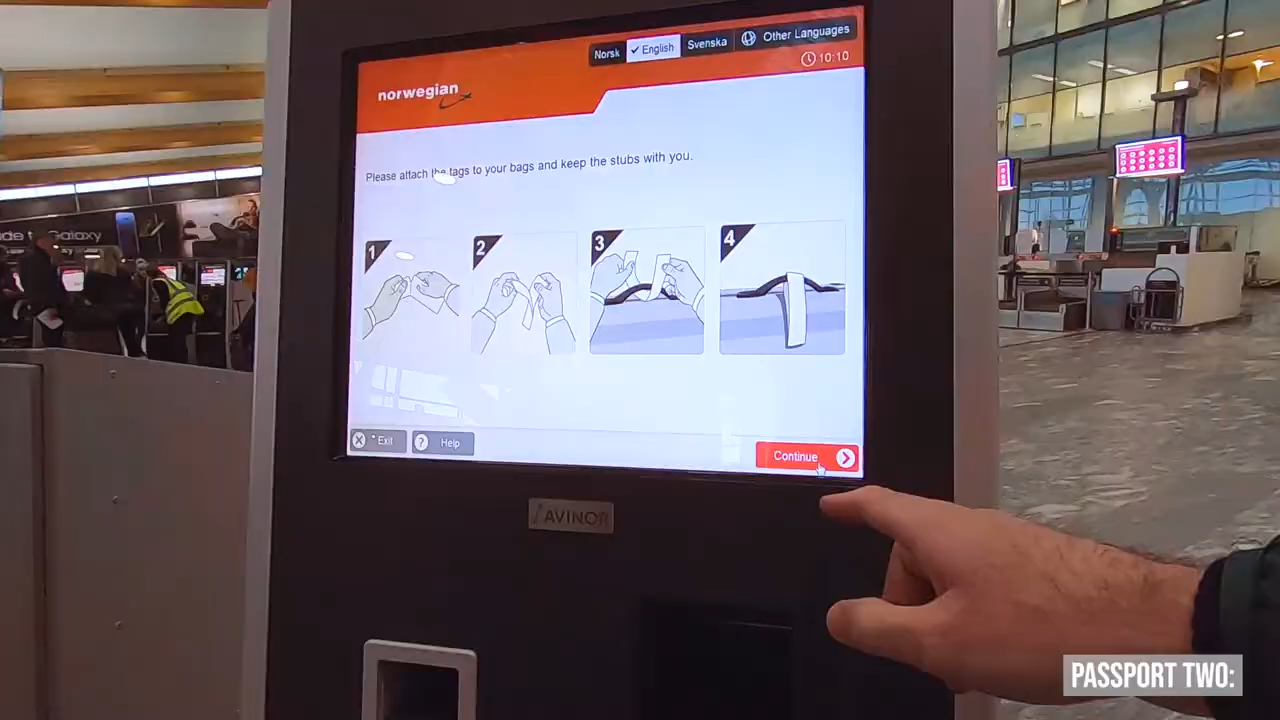 Norsk
✓ English
Svenska
Other Languages
10:10
norwegian
Please attach the tags to your bags and keep the stubs with you.
1
2
3
4
Exit
? Help
Continue
AVINOR
Galaxy
PASSPORT TWO: